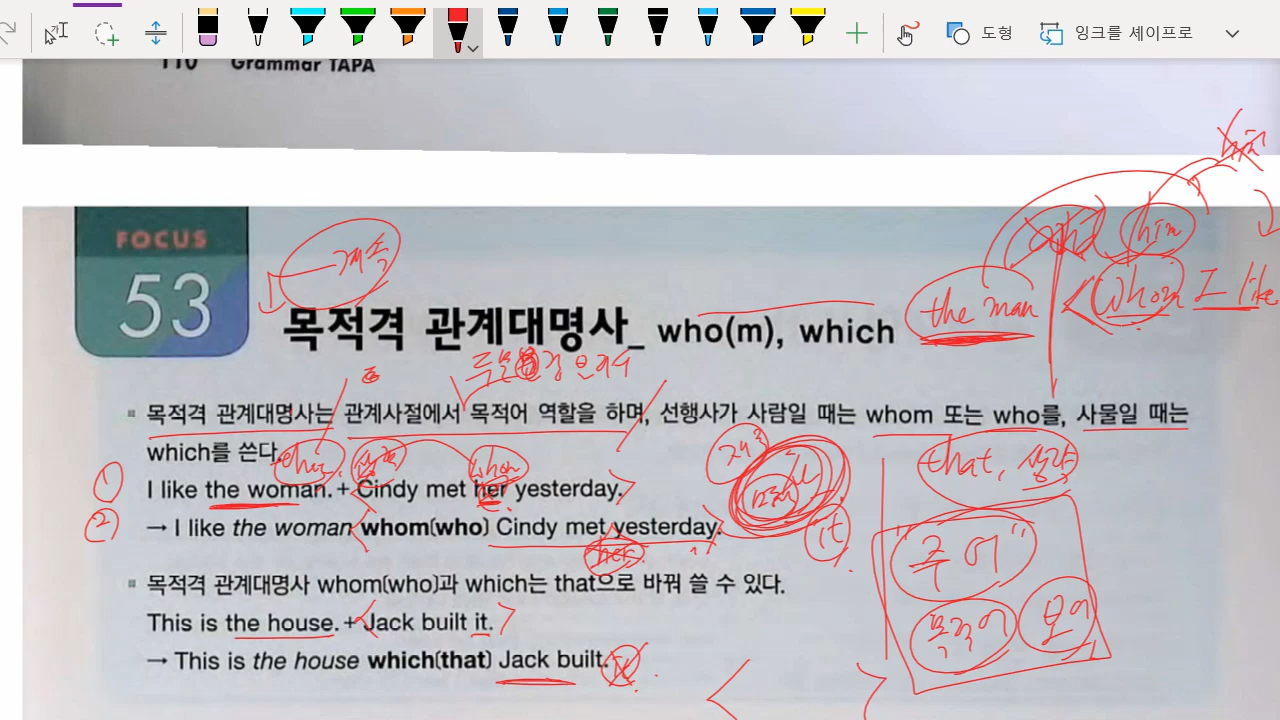 도형
잉크를 셰이프로
110 Grammar TAPA
FOCUS
53
계속
목적격 관계대명사_ who(m), which
the man
him
whom I like
목적격 관계대명사는 관계사절에서 목적어 역할을 하며, 선행사가 사람일 때는 whom 또는 who를, 사물일 때는
which를 쓴다.
whom
that, 생략
① I like the woman. + Cindy met her yesterday.
② → I like the woman whom(who) Cindy met yesterday.
it
her
"주어"
목적어
보어
목적격 관계대명사 whom(who)과 which는 that으로 바꿔 쓸 수 있다.
This is the house. + Jack built it.
→ This is the house which(that) Jack built.
it